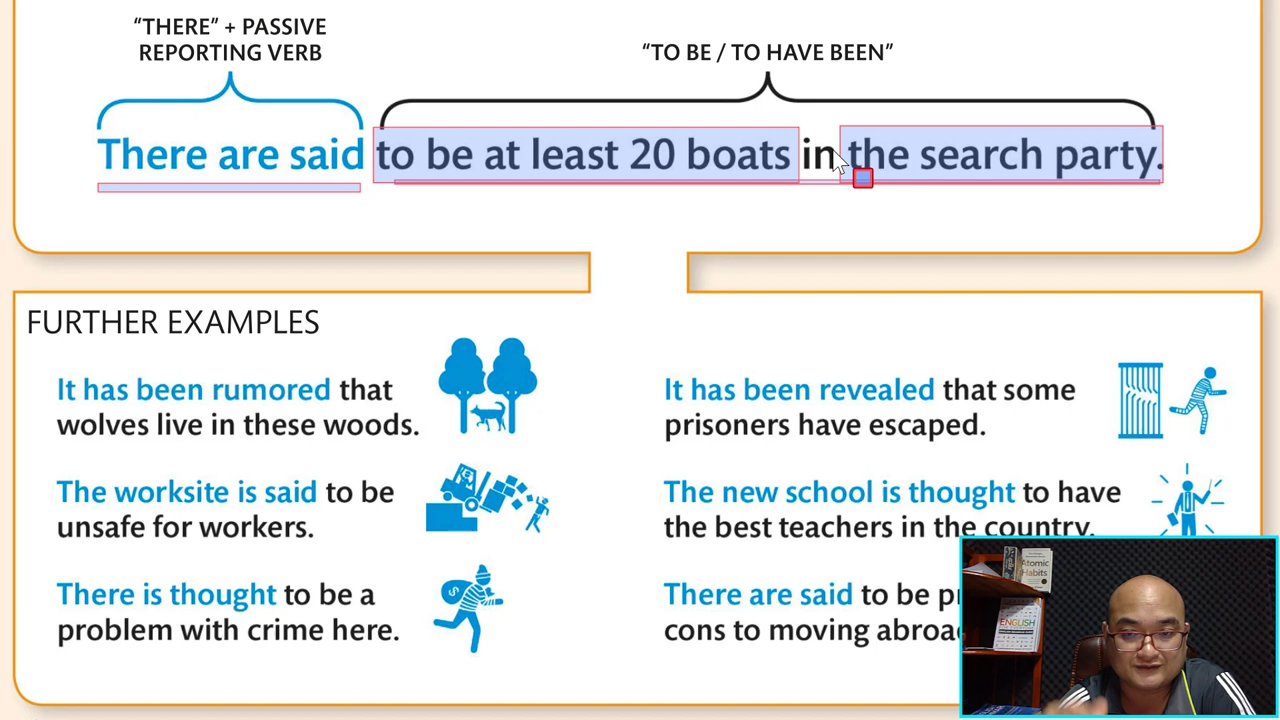 “THERE” + PASSIVE
REPORTING VERB
“TO BE / TO HAVE BEEN”
There are said to be at least 20 boats in the search party.
FURTHER EXAMPLES
It has been rumored that
wolves live in these woods.
The worksite is said to be
unsafe for workers.
There is thought to be a
problem with crime here.
It has been revealed that some
prisoners have escaped.
The new school is thought to have
the best teachers in the country.
There are said to be
cons to moving
Atomic
Habits
ENGLISH